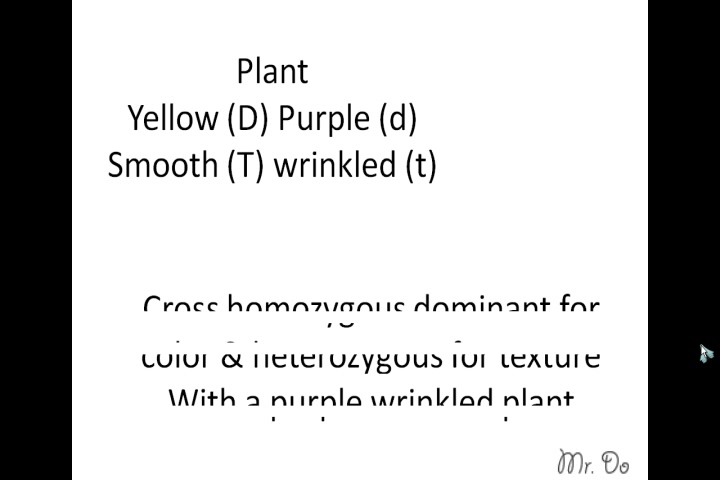 Plant
Yellow (D) Purple (d)
Smooth (T) wrinkled (t)
Cross homozygous dominant for
color & heterozygous for texture
With a purple wrinkled plant
Mr. Do